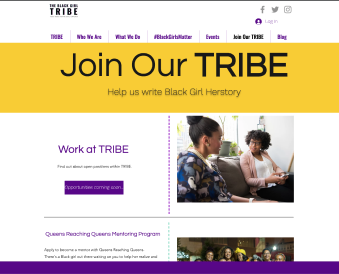 THE BLACK GIRL
TRIBE
Log In
TRIBE
Who We Are
What We Do
#BlackGirlsMatter
Events
Join Our TRIBE
Blog
Join Our TRIBE
Help us write Black Girl Herstory
Work at TRIBE
Find out about open positions within TRIBE.
Opportunities coming soon.
Queens Reaching Queens Mentoring Program
Apply to become a mentor with Queens Reaching Queens.
There's a Black girl out there waiting on you to help her realize and